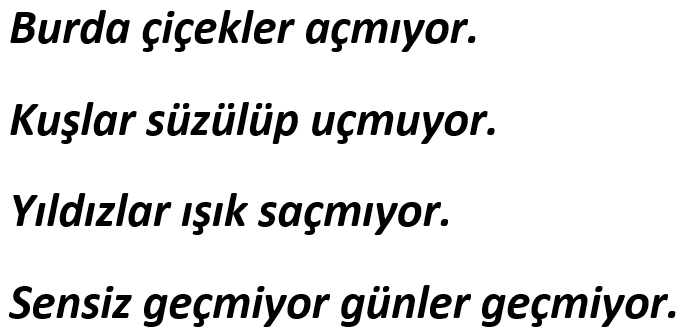 Burda çiçekler açmıyor.
Kuşlar süzülüp uçmuyor.
Yıldızlar ışık saçmıyor.
Sensiz geçmiyor günler geçmiyor.